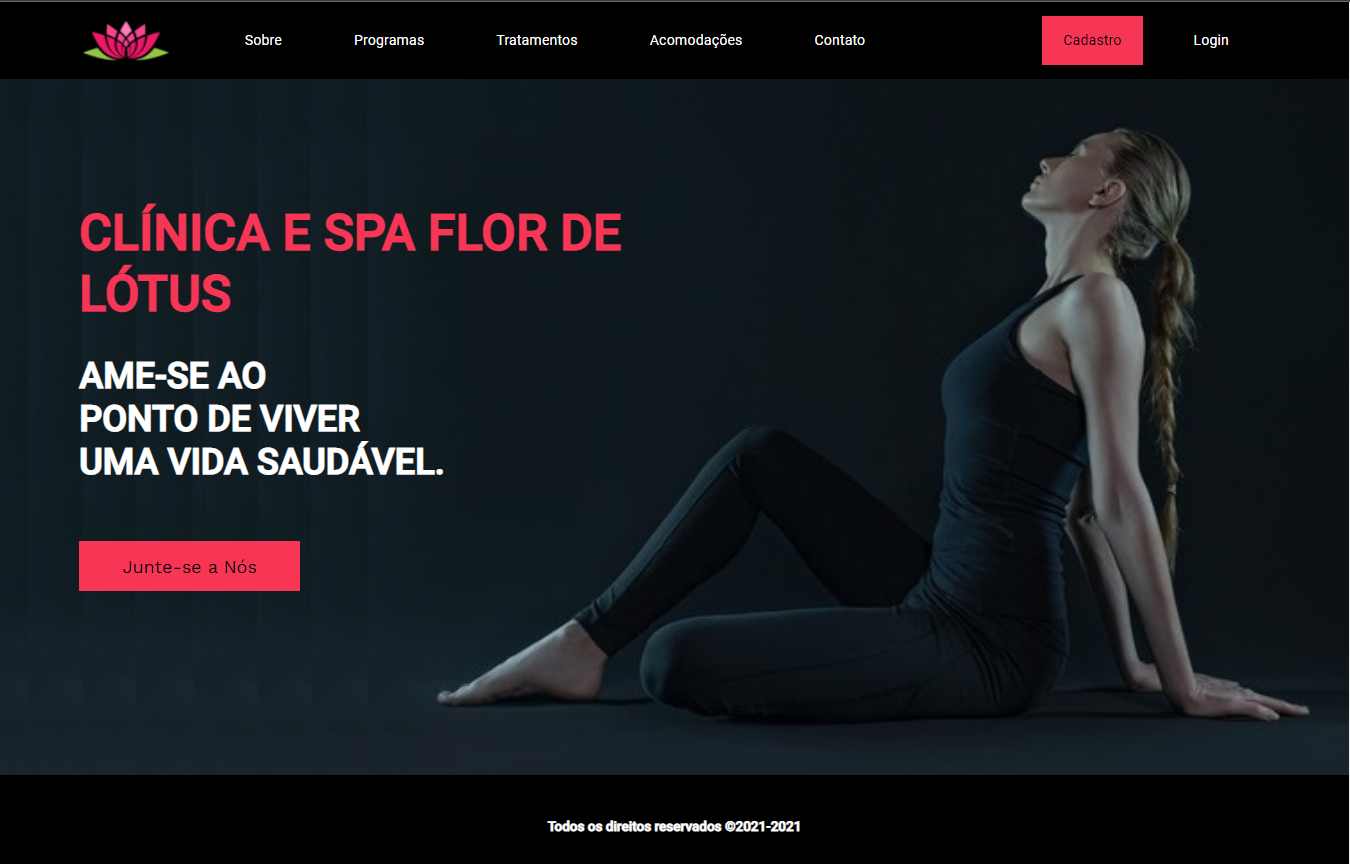 Sobre Programas Tratamentos Acomodações Contato Cadastro Login
CLÍNICA E SPA FLOR DE
LÓTUS
AME-SE AO
PONTO DE VIVER
UMA VIDA SAUDÁVEL.
Junte-se a Nós
Todos os direitos reservados ©2021-2021